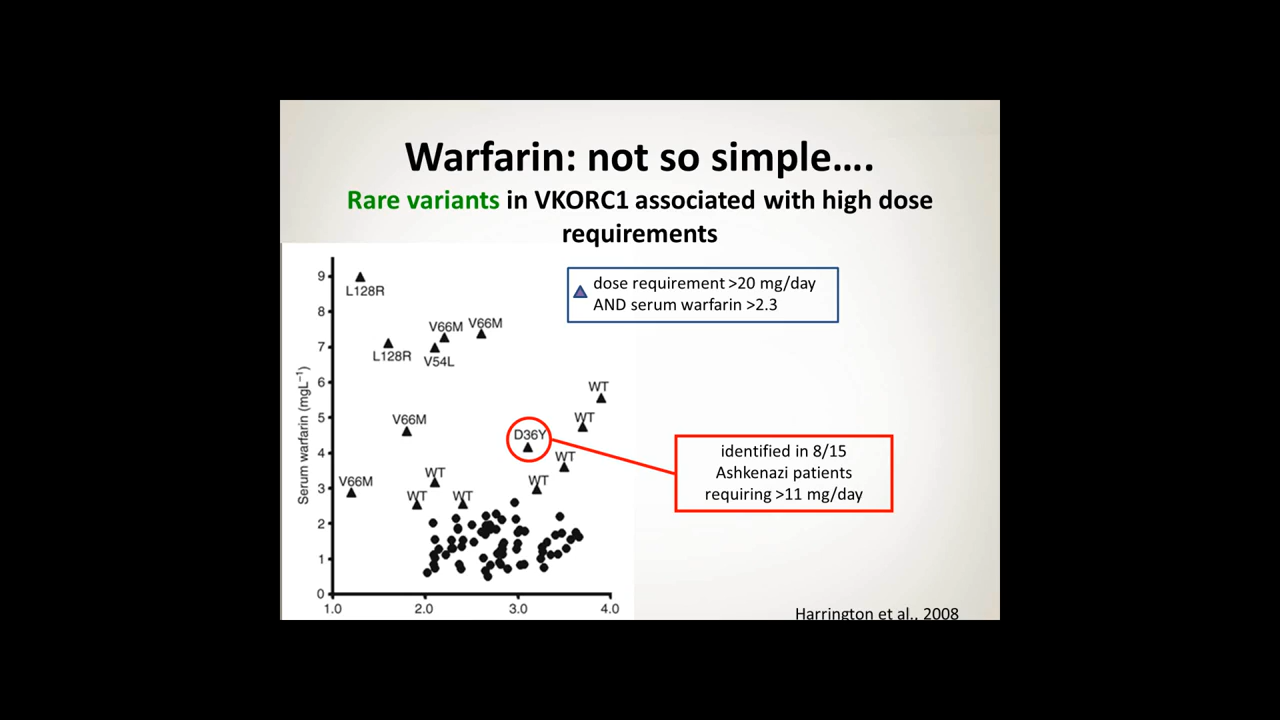 Warfarin: not so simple....
Rare variants in VKORC1 associated with high dose
requirements
dose requirement >20 mg/day
AND serum warfarin >2.3
Serum warfarin (mgL⁻¹)
9
8
7
6
5
4
3
2
1
0
1.0
2.0
3.0
4.0
L128R
V66M
V66M
L128R
V54L
WT
V66M
WT
D36Y
WT
WT
V66M
WT
WT
WT
identified in 8/15
Ashkenazi patients
requiring >11 mg/day
Harrington et al., 2008